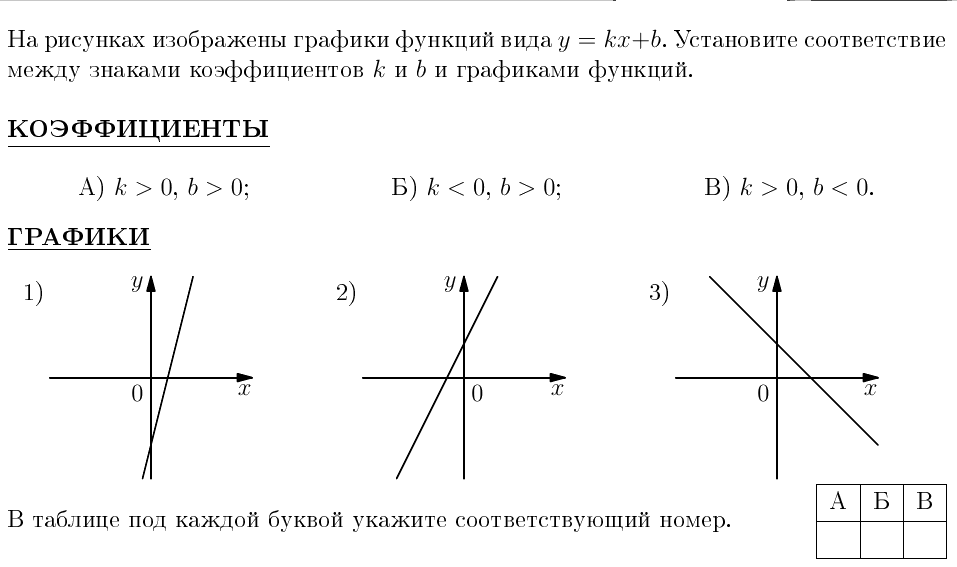 На рисунках изображены графики функций вида y = kx+b. Установите соответствие
между знаками коэффициентов k и b и графиками функций.
КОЭФФИЦИЕНТЫ
А) k > 0, b > 0; Б) k < 0, b > 0; В) k > 0, b < 0.
ГРАФИКИ
1) y 0 x
2) y 0 x
3) y 0 x
В таблице под каждой буквой укажите соответствующий номер.
А Б В